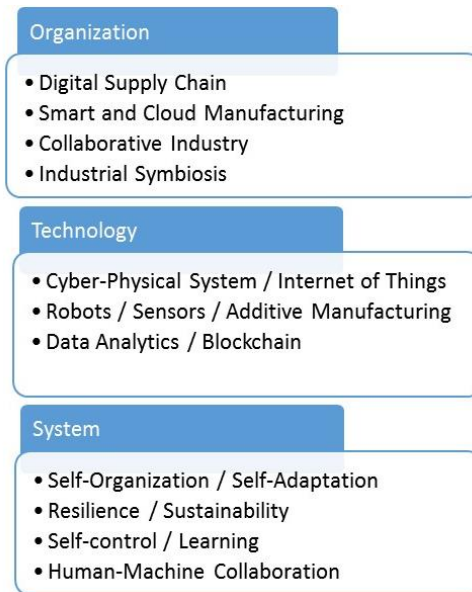 Organization
• Digital Supply Chain
• Smart and Cloud Manufacturing
• Collaborative Industry
• Industrial Symbiosis
Technology
• Cyber-Physical System / Internet of Things
• Robots / Sensors / Additive Manufacturing
• Data Analytics / Blockchain
System
• Self-Organization / Self-Adaptation
• Resilience / Sustainability
• Self-control / Learning
• Human-Machine Collaboration